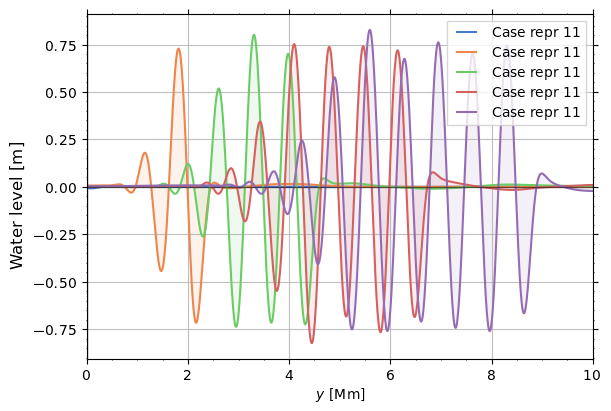 Case repr 11
Case repr 11
Case repr 11
Case repr 11
Case repr 11
0.75
0.50
0.25
0.00
−0.25
−0.50
−0.75
Water level [m]
0 2 4 6 8 10
y [Mm]